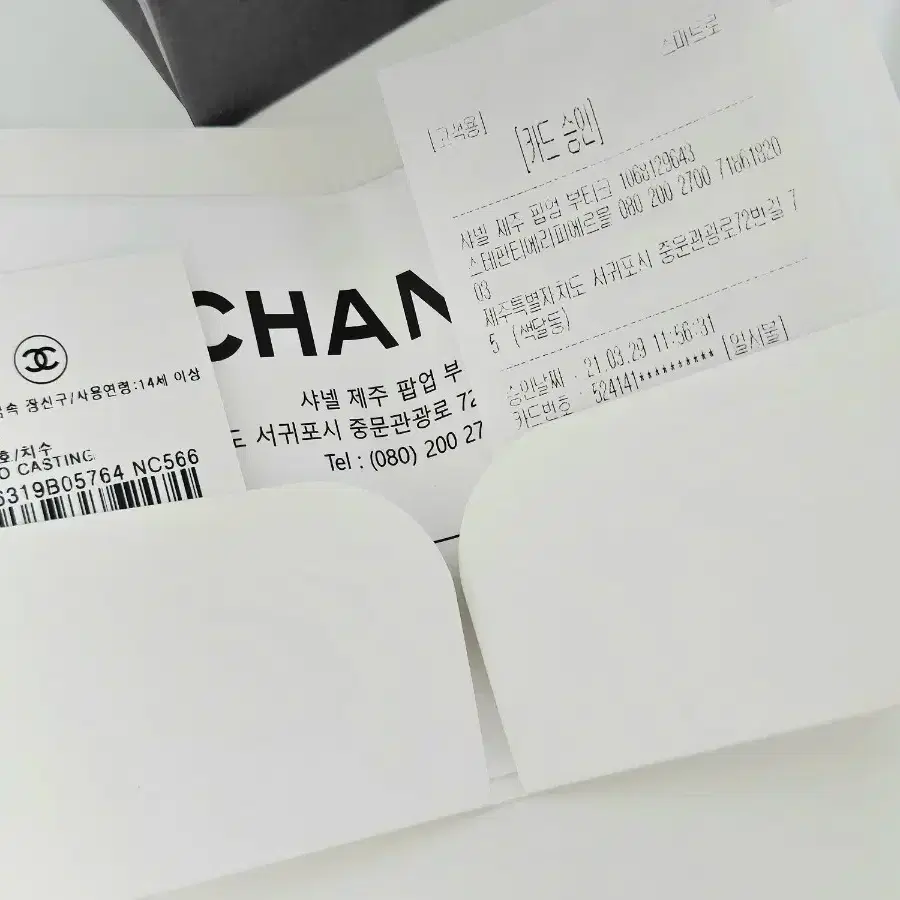 스마트로
[고객용]
[카드 승인]
샤넬 제주 팝업 부티크 1068129643
스테판티에리피에르를 080 200 2700 71861820
03
제주특별자치도 서귀포시 중문관광로72번길 7
5 (색달동)
승인날짜 : 21.03.29 11:56:31
카드번호 : 524141********** [일시불]
CHAN
샤넬 제주 팝업 부
서귀포시 중문관광로 72
Tel : (080) 200 27
장신구/사용연령:14세 이상
호/치수
CASTING
6319B05764 NC566